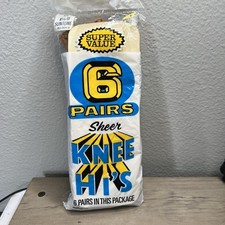 SUPER
VALUE
6
PAIRS
Sheer
KNEE
HI'S
6 PAIRS IN THIS PACKAGE